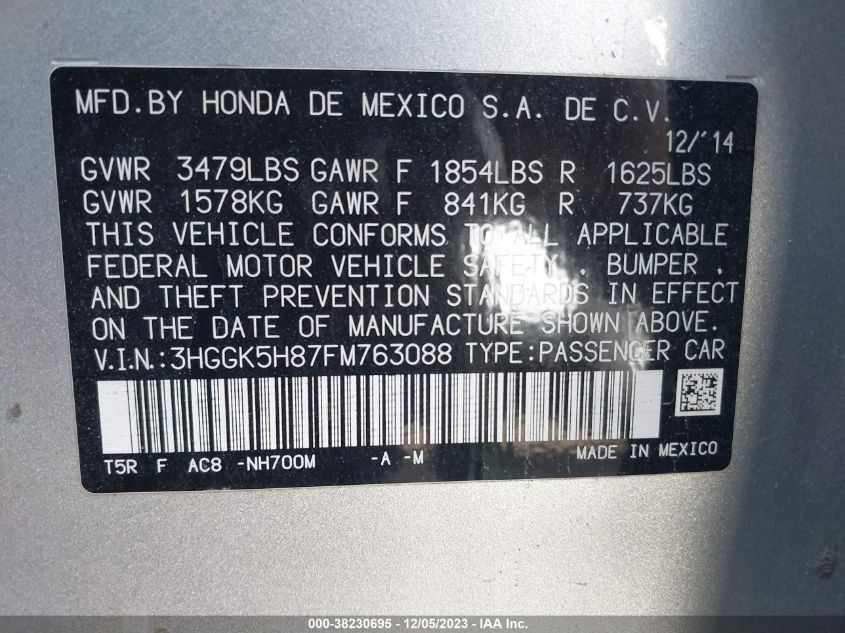 MFD.BY HONDA DE MEXICO S.A. DE C.V.
12/'14
GVWR 3479LBS GAWR F 1854LBS R 1625LBS
GVWR 1578KG GAWR F 841KG R 737KG
THIS VEHICLE CONFORMS TO ALL APPLICABLE
FEDERAL MOTOR VEHICLE SAFETY, BUMPER,
AND THEFT PREVENTION STANDARDS IN EFFECT
ON THE DATE OF MANUFACTURE SHOWN ABOVE.
V.I.N.:3HGGK5H87FM763088 TYPE:PASSENGER CAR
T5R F AC8 -NH700M -A -M MADE IN MEXICO
000-38230695 - 12/05/2023 - IAA Inc.